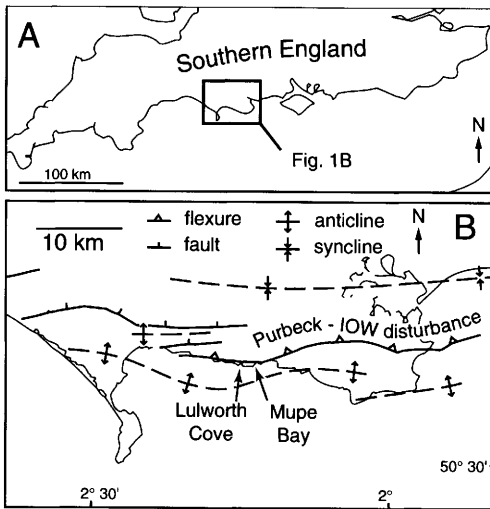 A
Southern England
N
Fig. 1B
100 km
B
10 km
flexure
anticline
N
fault
syncline
Purbeck - IOW disturbance
Lulworth
Cove
Mupe
Bay
50° 30'
2° 30'
2°